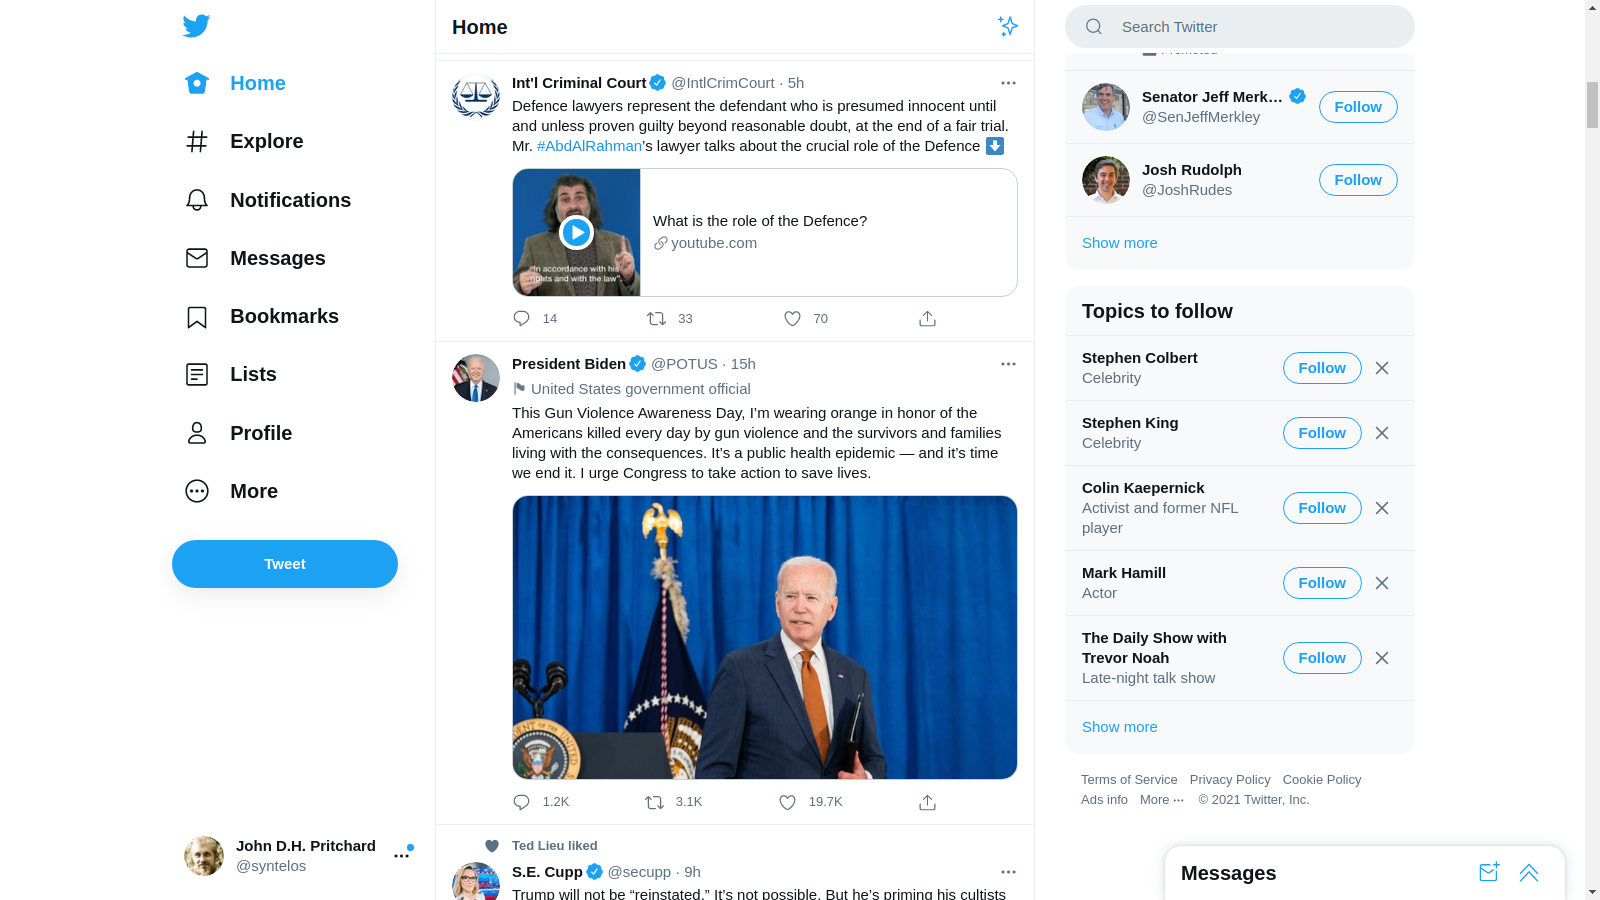 Home
Explore
Notifications
Messages
Bookmarks
Lists
Profile
More
Tweet
John D.H. Pritchard
@syntelos
Home
Int'l Criminal Court @IntlCrimCourt · 5h
Defence lawyers represent the defendant who is presumed innocent until
and unless proven guilty beyond reasonable doubt, at the end of a fair trial.
Mr. #AbdAlRahman's lawyer talks about the crucial role of the Defence
"In accordance with his
rights and with the law".
What is the role of the Defence?
youtube.com
14 33 70
President Biden @POTUS · 15h
United States government official
This Gun Violence Awareness Day, I'm wearing orange in honor of the
Americans killed every day by gun violence and the survivors and families
living with the consequences. It's a public health epidemic — and it's time
we end it. I urge Congress to take action to save lives.
1.2K 3.1K 19.7K
Ted Lieu liked
S.E. Cupp @secupp · 9h
Trump will not be “reinstated.” It's not possible. But he's priming his cultists
Search Twitter
Promoted
Senator Jeff Merk…
@SenJeffMerkley
Follow
Josh Rudolph
@JoshRudes
Follow
Show more
Topics to follow
Stephen Colbert
Celebrity
Follow
Stephen King
Celebrity
Follow
Colin Kaepernick
Activist and former NFL
player
Follow
Mark Hamill
Actor
Follow
The Daily Show with
Trevor Noah
Late-night talk show
Follow
Show more
Terms of Service Privacy Policy Cookie Policy
Ads info More ··· © 2021 Twitter, Inc.
Messages